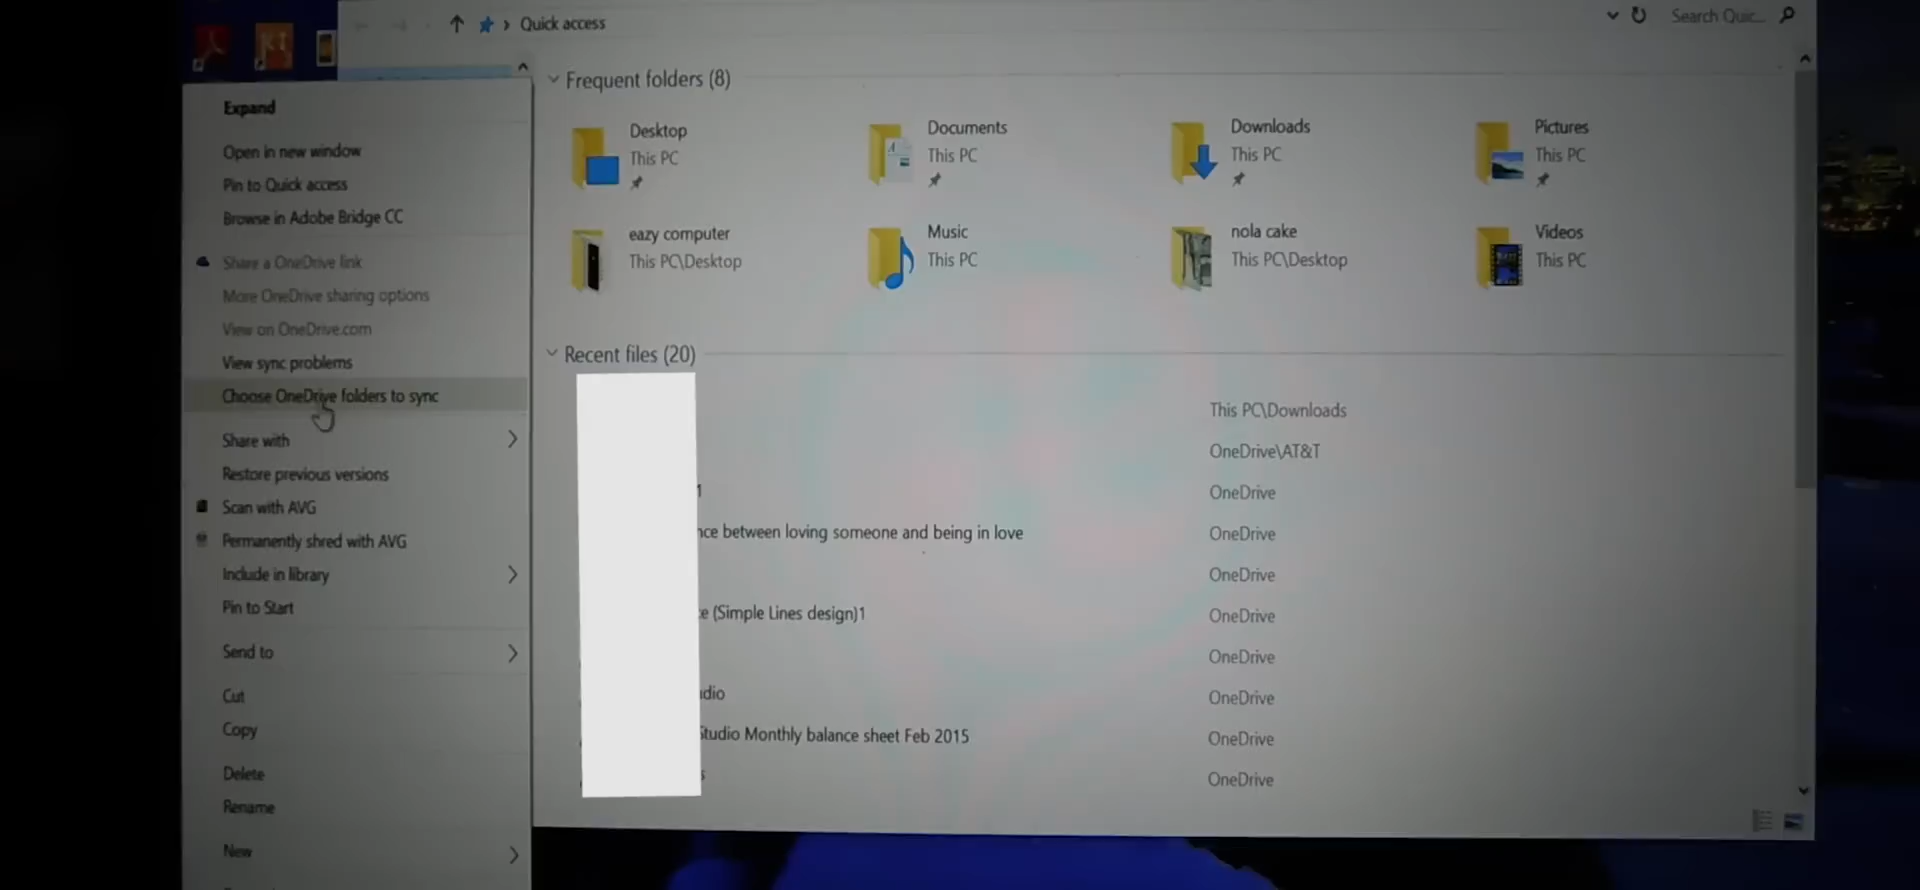 Quick access
Search Quic...
Expand
Open in new window
Pin to Quick access
Browse in Adobe Bridge CC
Share a OneDrive link
More OneDrive sharing options
View on OneDrive.com
View sync problems
Choose OneDrive folders to sync
Share with
Restore previous versions
Scan with AVG
Permanently shred with AVG
Include in library
Pin to Start
Send to
Cut
Copy
Delete
Rename
New
Frequent folders (8)
Desktop
This PC
Documents
This PC
Downloads
This PC
Pictures
This PC
eazy computer
This PC\Desktop
Music
This PC
nola cake
This PC\Desktop
Videos
This PC
Recent files (20)
This PC\Downloads
OneDrive\AT&T
1 OneDrive
nce between loving someone and being in love OneDrive
OneDrive
e (Simple Lines design)1 OneDrive
OneDrive
udio OneDrive
Studio Monthly balance sheet Feb 2015 OneDrive
s OneDrive